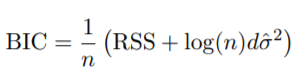 BIC = 1/n (RSS + log(n)dσ̂²)